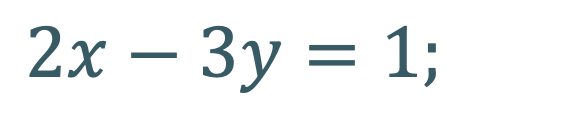 2x − 3y = 1;